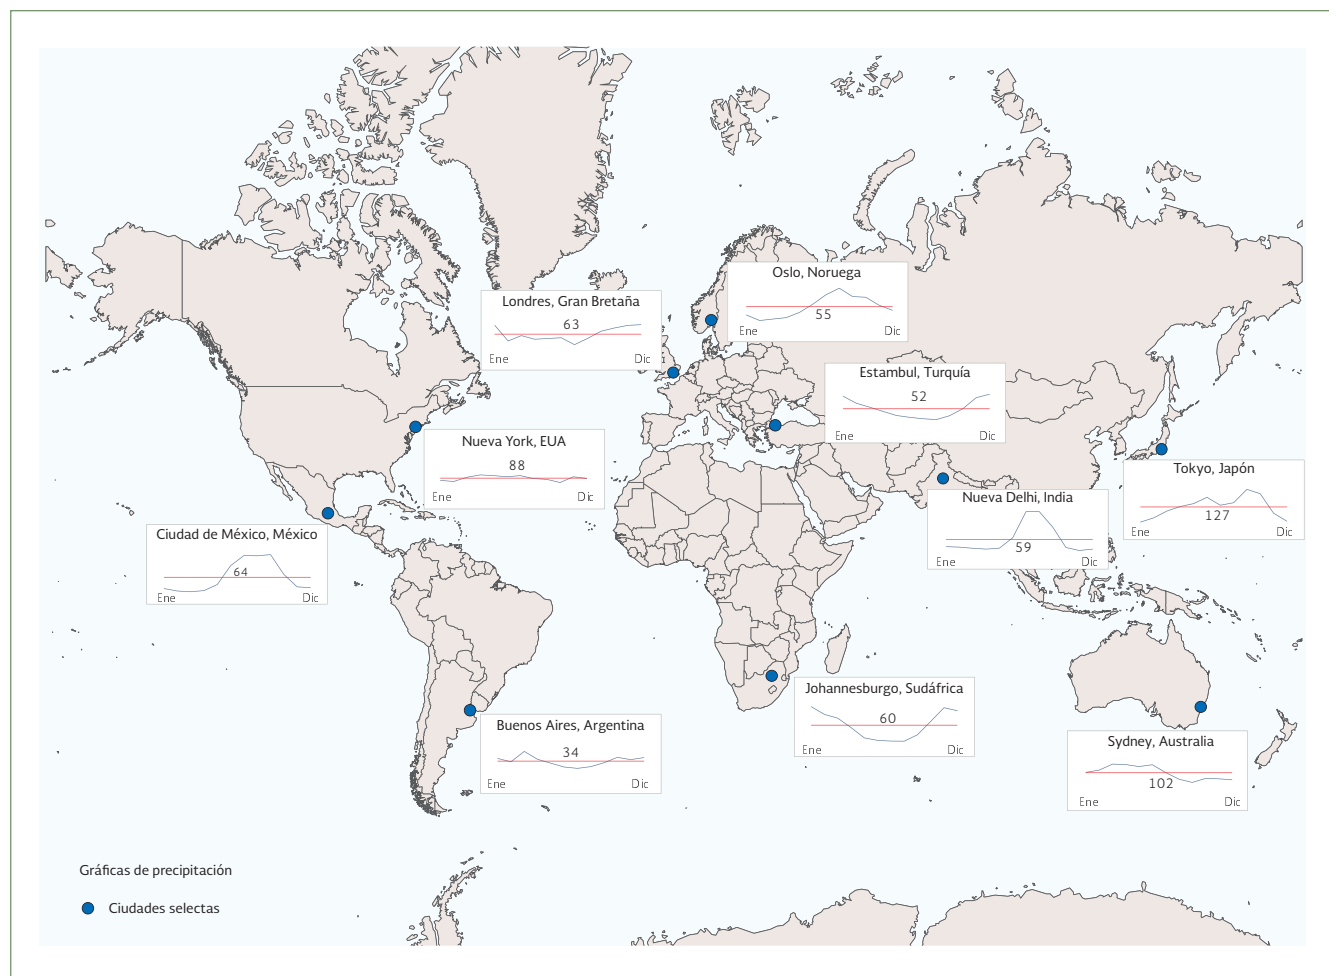 Oslo, Noruega
55
Ene
Dic
Londres, Gran Bretaña
63
Ene
Dic
Estambul, Turquía
52
Ene
Dic
Nueva York, EUA
88
Ene
Dic
Tokyo, Japón
127
Ene
Dic
Nueva Delhi, India
59
Ene
Dic
Ciudad de México, México
64
Ene
Dic
Johannesburgo, Sudáfrica
60
Ene
Dic
Buenos Aires, Argentina
34
Ene
Dic
Sydney, Australia
102
Ene
Dic
Gráficas de precipitación
Ciudades selectas